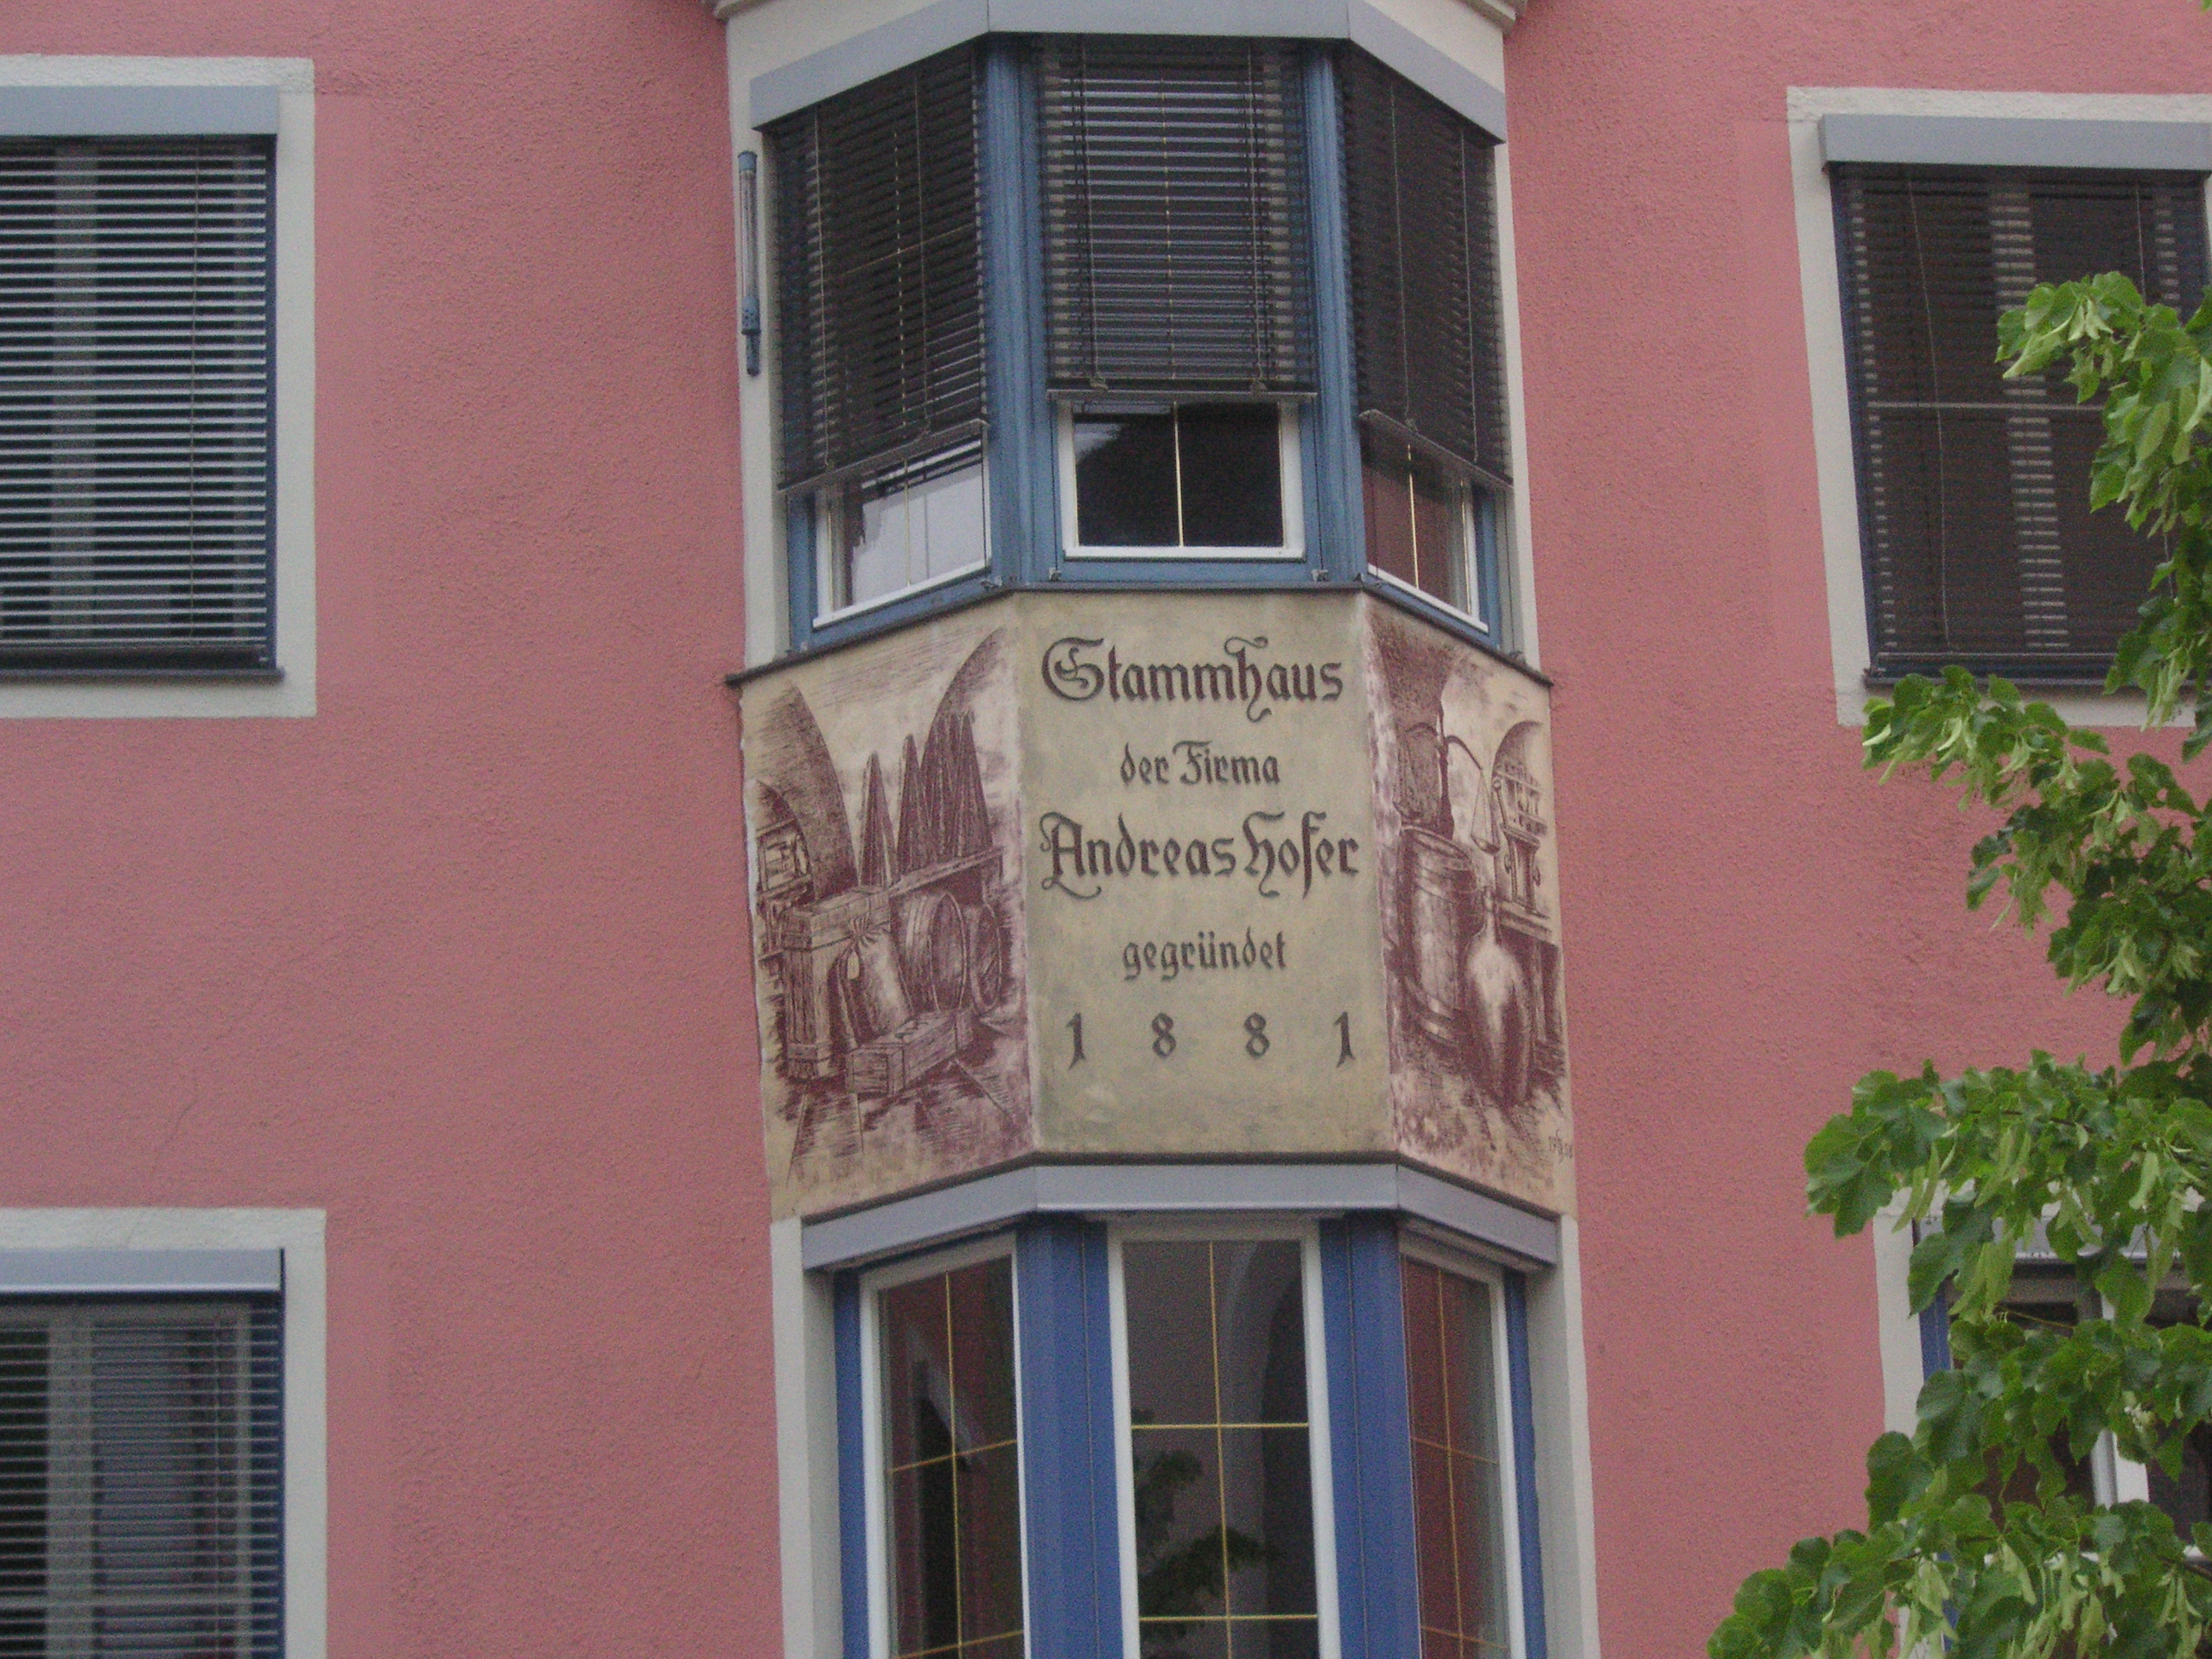 Stammhaus
der Firma
Andreas Hofer
gegründet
1881